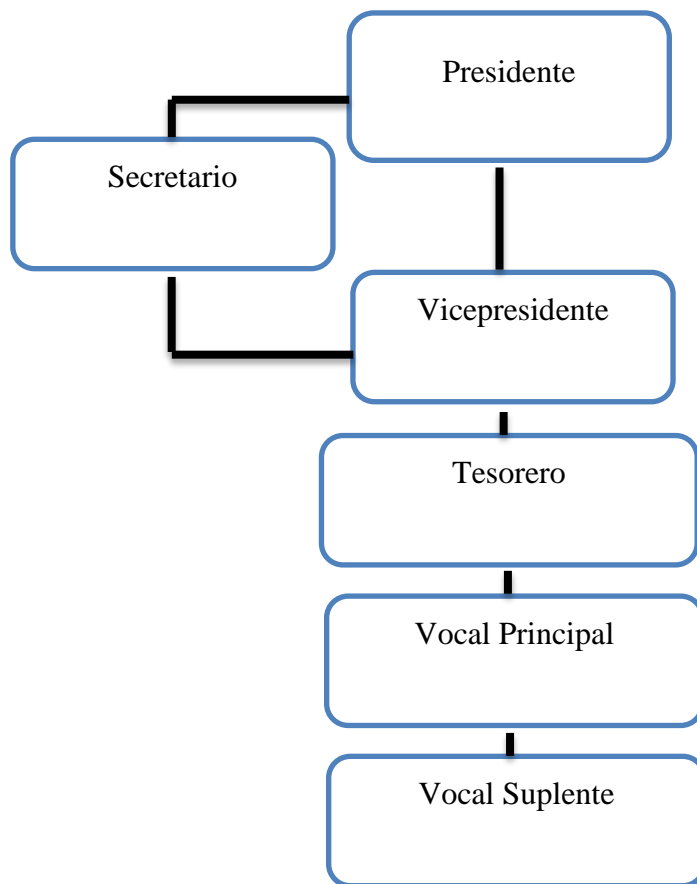 Presidente
Secretario
Vicepresidente
Tesorero
Vocal Principal
Vocal Suplente